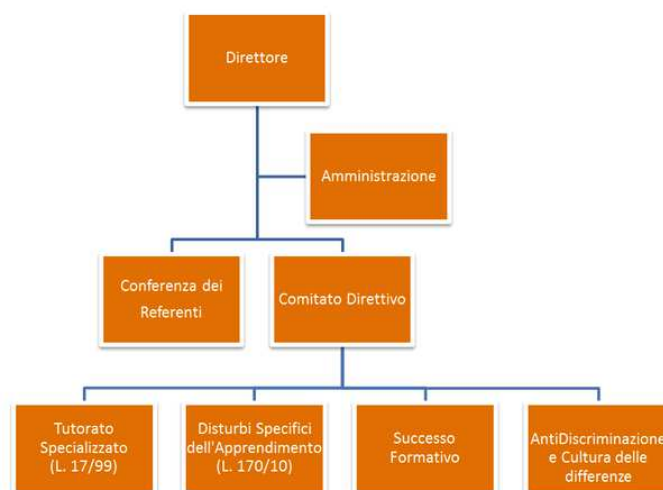 Direttore
Amministrazione
Conferenza dei
Referenti
Comitato Direttivo
Tutorato
Specializzato
(L. 17/99)
Disturbi Specifici
dell'Apprendimento
(L. 170/10)
Successo
Formativo
AntiDiscriminazione
e Cultura delle
differenze